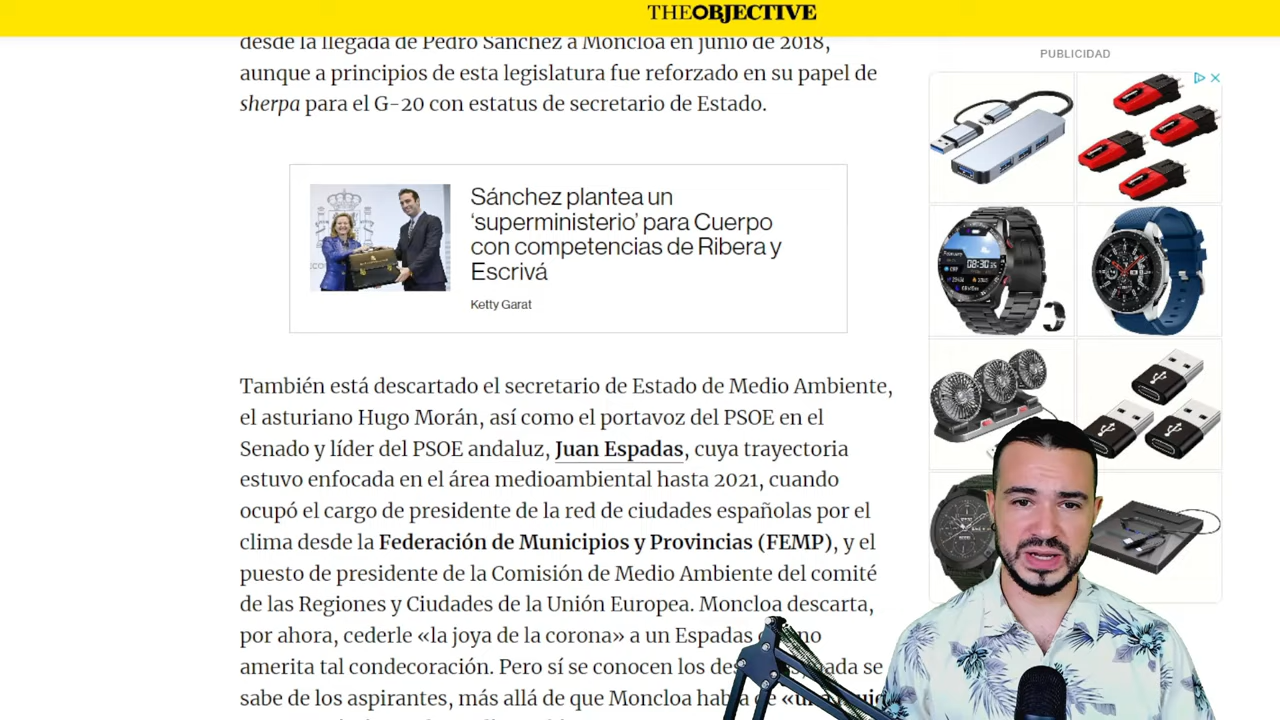 THEOBJECTIVE
desde la llegada de Pedro Sánchez a Moncloa en junio de 2018,
aunque a principios de esta legislatura fue reforzado en su papel de
sherpa para el G-20 con estatus de secretario de Estado.
Sánchez plantea un
‘superministerio’ para Cuerpo
con competencias de Ribera y
Escrivá
Ketty Garat
También está descartado el secretario de Estado de Medio Ambiente,
el asturiano Hugo Morán, así como el portavoz del PSOE en el
Senado y líder del PSOE andaluz, Juan Espadas, cuya trayectoria
estuvo enfocada en el área medioambiental hasta 2021, cuando
ocupó el cargo de presidente de la red de ciudades españolas por el
clima desde la Federación de Municipios y Provincias (FEMP), y el
puesto de presidente de la Comisión de Medio Ambiente del comité
de las Regiones y Ciudades de la Unión Europea. Moncloa descarta,
por ahora, cederle «la joya de la corona» a un Espadas no
amerita tal condecoración. Pero sí se conocen los nada se
sabe de los aspirantes, más allá de que Moncloa de
PUBLICIDAD
08:30